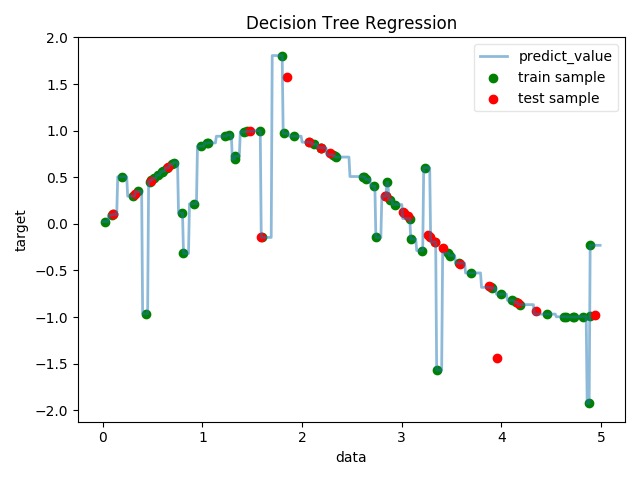 Decision Tree Regression
predict_value
train sample
test sample
target
2.0
1.5
1.0
0.5
0.0
−0.5
−1.0
−1.5
−2.0
0 1 2 3 4 5
data